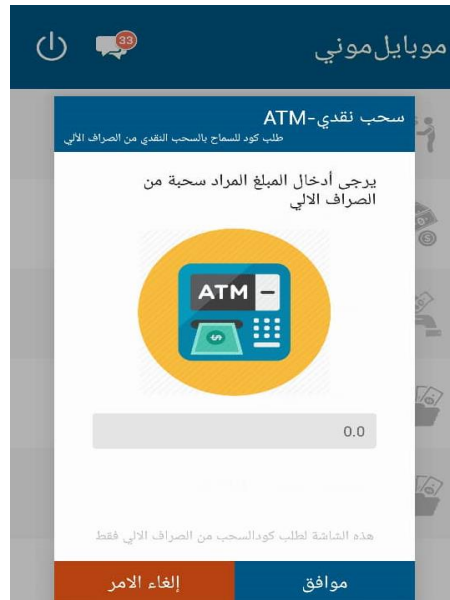 موبايل موني
33
سحب نقدي-ATM
طلب كود للسماح بالسحب النقدي من الصراف الألي
يرجى أدخال المبلغ المراد سحبة من
الصراف الالي
ATM
0.0
هذه الشاشة لطلب كودالسحب من الصراف الالي فقط
موافق
إلغاء الامر